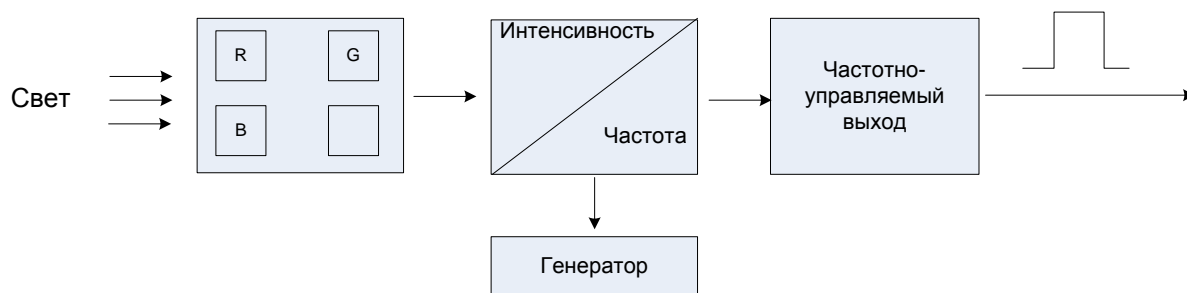 Свет
R
G
B
Интенсивность
Частота
Частотно-
управляемый
выход
Генератор